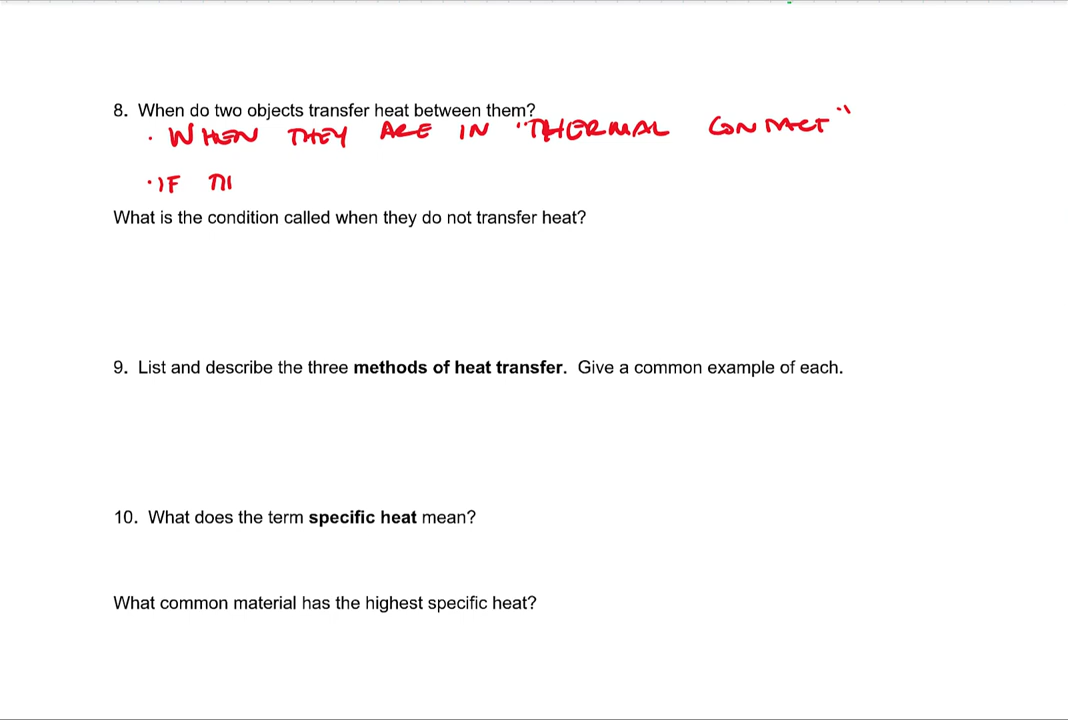 8. When do two objects transfer heat between them?
· WHEN THEY ARE IN "THERMAL CONTACT"
· IF
What is the condition called when they do not transfer heat?
9. List and describe the three methods of heat transfer. Give a common example of each.
10. What does the term specific heat mean?
What common material has the highest specific heat?